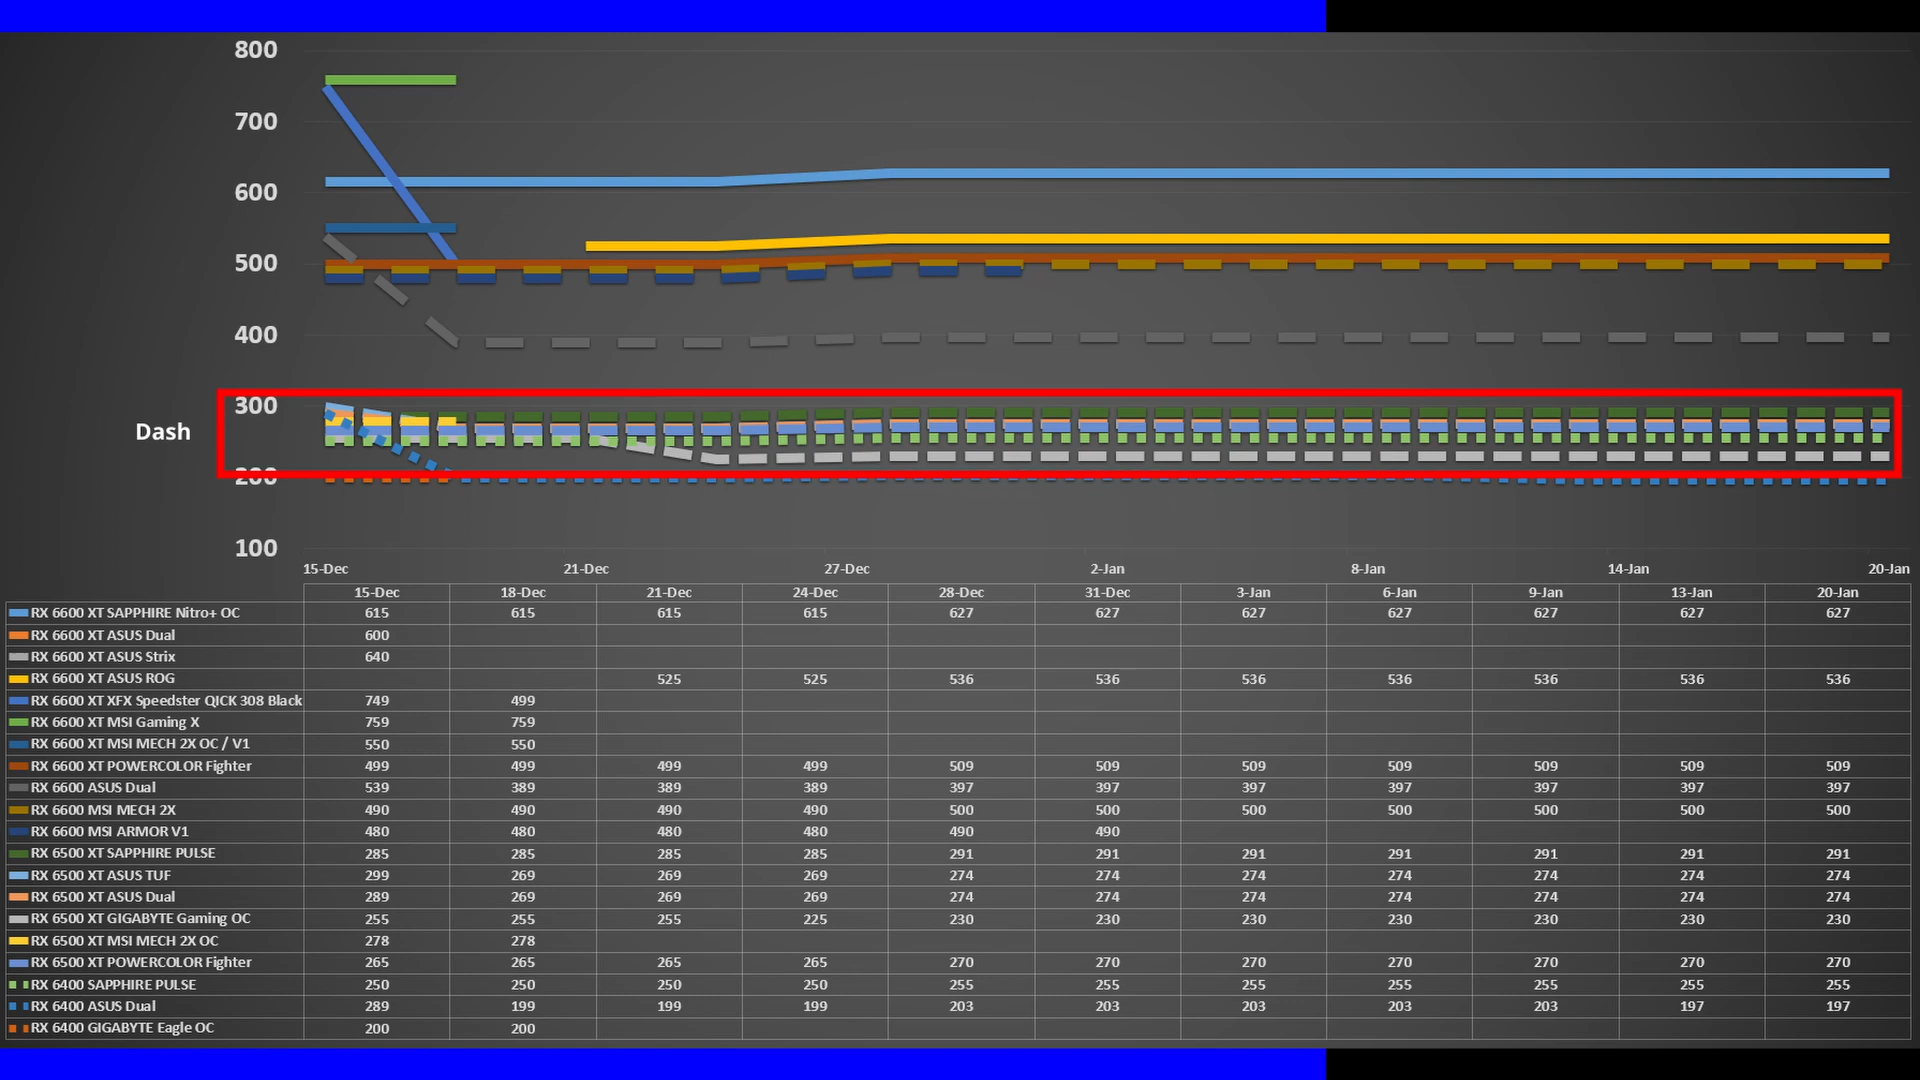 800
700
600
500
400
300
Dash
200
100
15-Dec 21-Dec 27-Dec 2-Jan 8-Jan 14-Jan 20-Jan
15-Dec 18-Dec 21-Dec 24-Dec 28-Dec 31-Dec 3-Jan 6-Jan 9-Jan 13-Jan 20-Jan
RX 6600 XT SAPPHIRE Nitro+ OC 615 615 615 615 627 627 627 627 627 627 627
RX 6600 XT ASUS Dual 600
RX 6600 XT ASUS Strix 640
RX 6600 XT ASUS ROG 525 525 536 536 536 536 536 536 536
RX 6600 XT XFX Speedster QICK 308 Black 749 499
RX 6600 XT MSI Gaming X 759 759
RX 6600 XT MSI MECH 2X OC / V1 550 550
RX 6600 XT POWERCOLOR Fighter 499 499 499 499 509 509 509 509 509 509 509
RX 6600 ASUS Dual 539 389 389 389 397 397 397 397 397 397 397
RX 6600 MSI MECH 2X 490 490 490 490 500 500 500 500 500 500 500
RX 6600 MSI ARMOR V1 480 480 480 480 490 490
RX 6500 XT SAPPHIRE PULSE 285 285 285 285 291 291 291 291 291 291 291
RX 6500 XT ASUS TUF 299 269 269 269 274 274 274 274 274 274 274
RX 6500 XT ASUS Dual 289 269 269 269 274 274 274 274 274 274 274
RX 6500 XT GIGABYTE Gaming OC 255 255 255 225 230 230 230 230 230 230 230
RX 6500 XT MSI MECH 2X OC 278 278
RX 6500 XT POWERCOLOR Fighter 265 265 265 265 270 270 270 270 270 270 270
RX 6400 SAPPHIRE PULSE 250 250 250 250 255 255 255 255 255 255 255
RX 6400 ASUS Dual 289 199 199 199 203 203 203 203 203 197 197
RX 6400 GIGABYTE Eagle OC 200 200